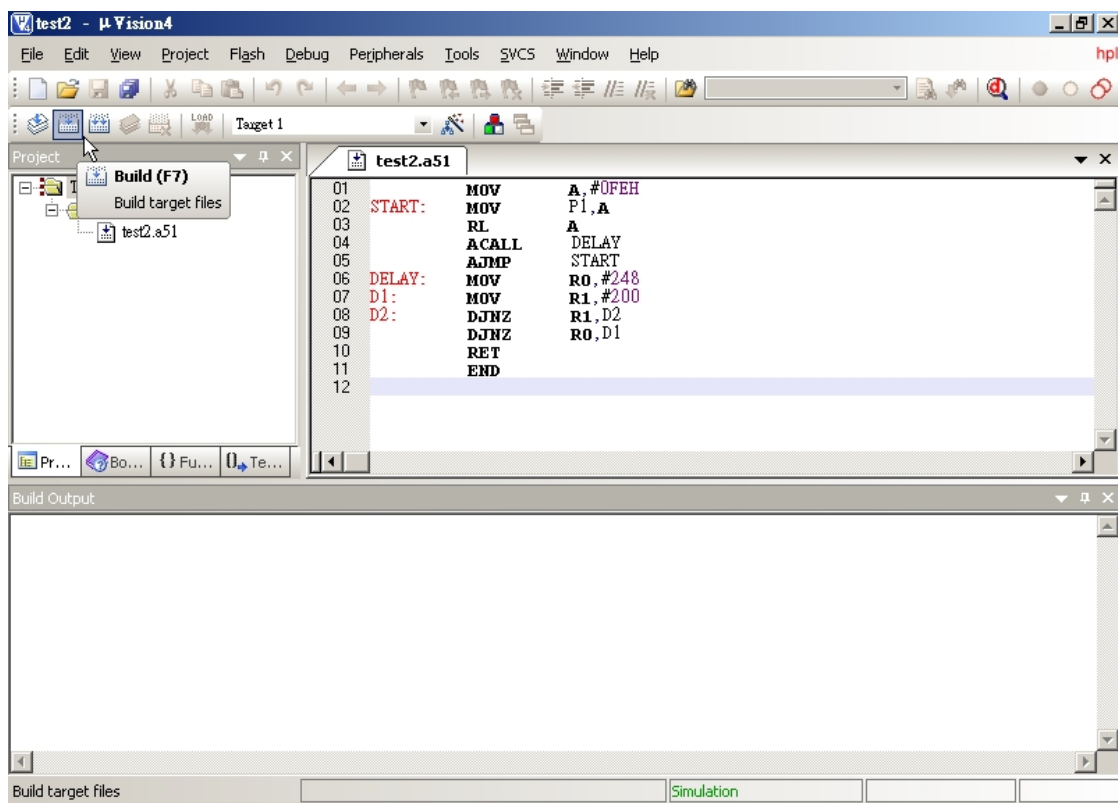 test2 - µVision4
File Edit View Project Flash Debug Peripherals Tools SVCS Window Help
hpl
LOAD Target 1
Project
test2.a51
Build (F7)
Build target files
test2.a51
01 MOV A,#0FEH
02 START: MOV P1,A
03 RL A
04 ACALL DELAY
05 AJMP START
06 DELAY: MOV R0,#248
07 D1: MOV R1,#200
08 D2: DJNZ R1,D2
09 DJNZ R0,D1
10 RET
11 END
12
Pr... Bo... {} Fu... Te...
Build Output
Build target files Simulation